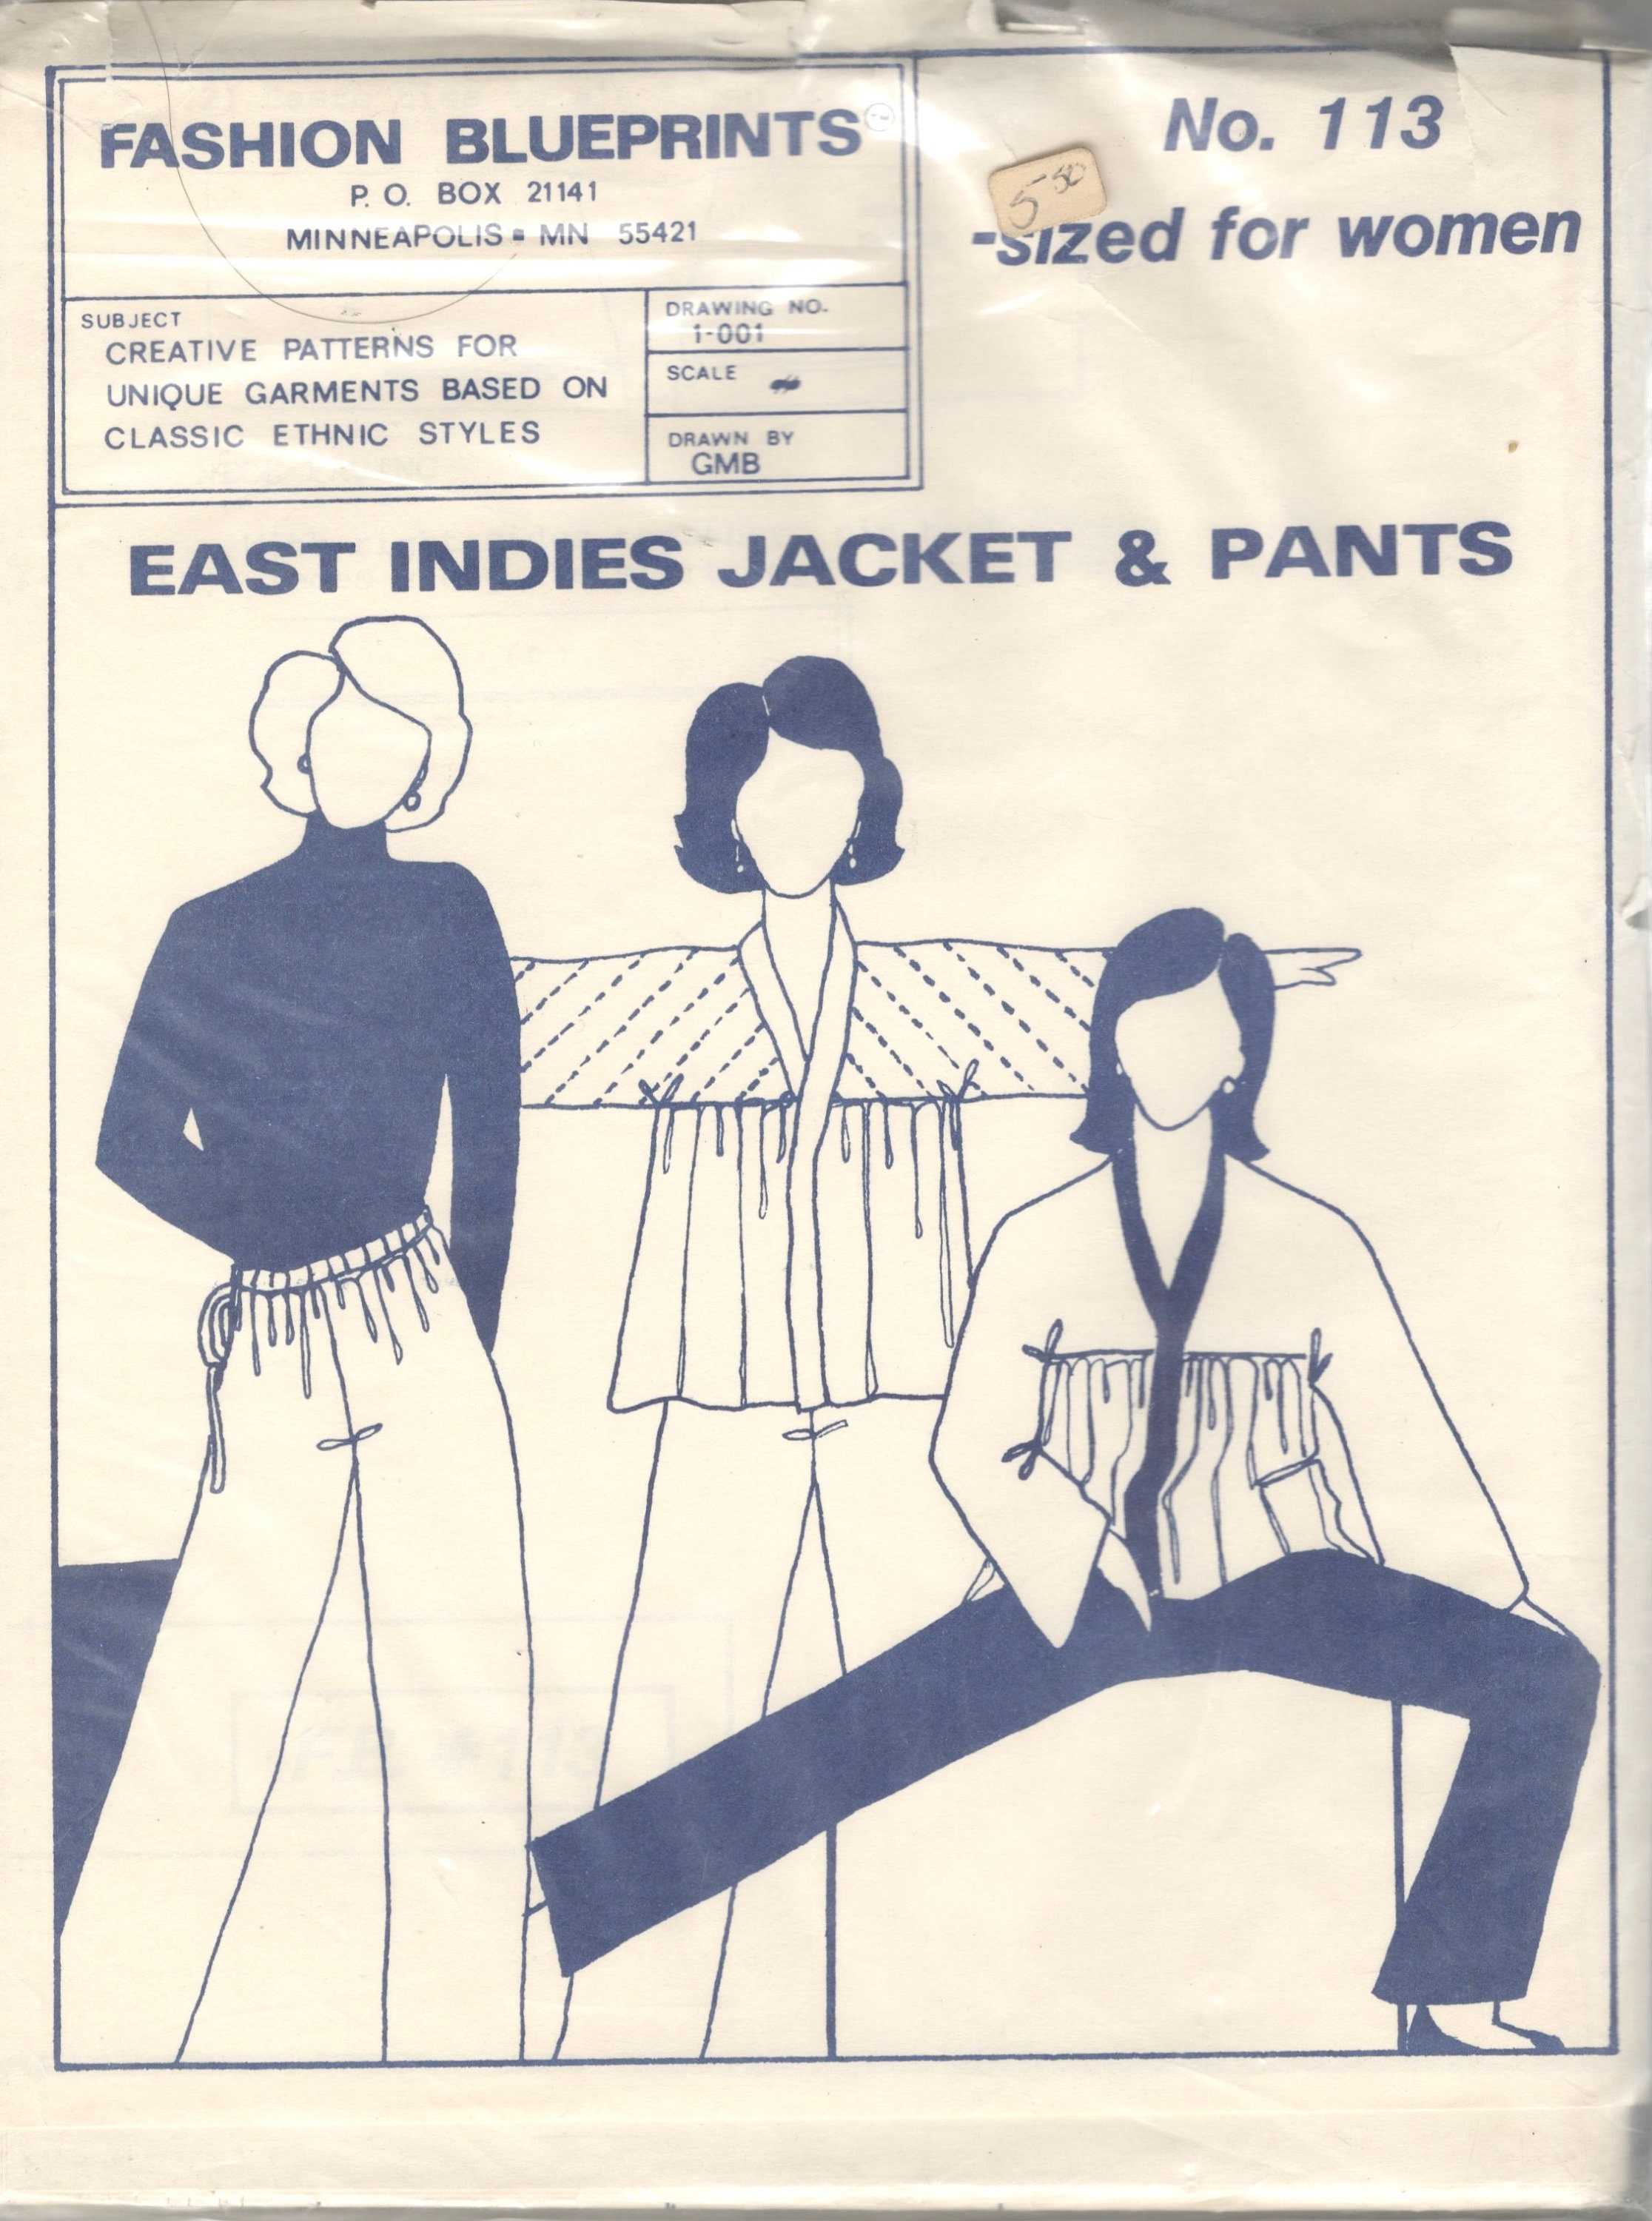 FASHION BLUEPRINTS
P. O. BOX 21141
MINNEAPOLIS MN 55421
SUBJECT
CREATIVE PATTERNS FOR
UNIQUE GARMENTS BASED ON
CLASSIC ETHNIC STYLES
DRAWING NO.
1-001
SCALE
DRAWN BY
GMB
No. 113
5 50
-sized for women
EAST INDIES JACKET & PANTS